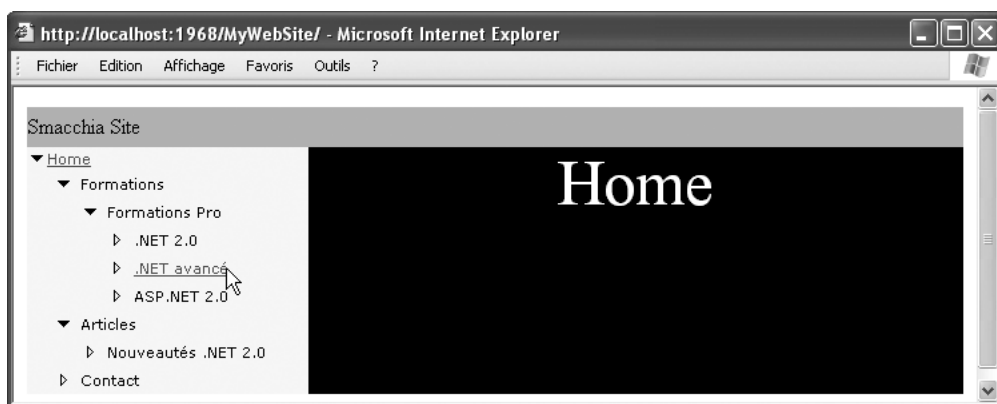 http://localhost:1968/MyWebSite/ - Microsoft Internet Explorer
Fichier Edition Affichage Favoris Outils ?
Smacchia Site
Home
Home
Formations
Formations Pro
.NET 2.0
.NET avancé
ASP.NET 2.0
Articles
Nouveautés .NET 2.0
Contact